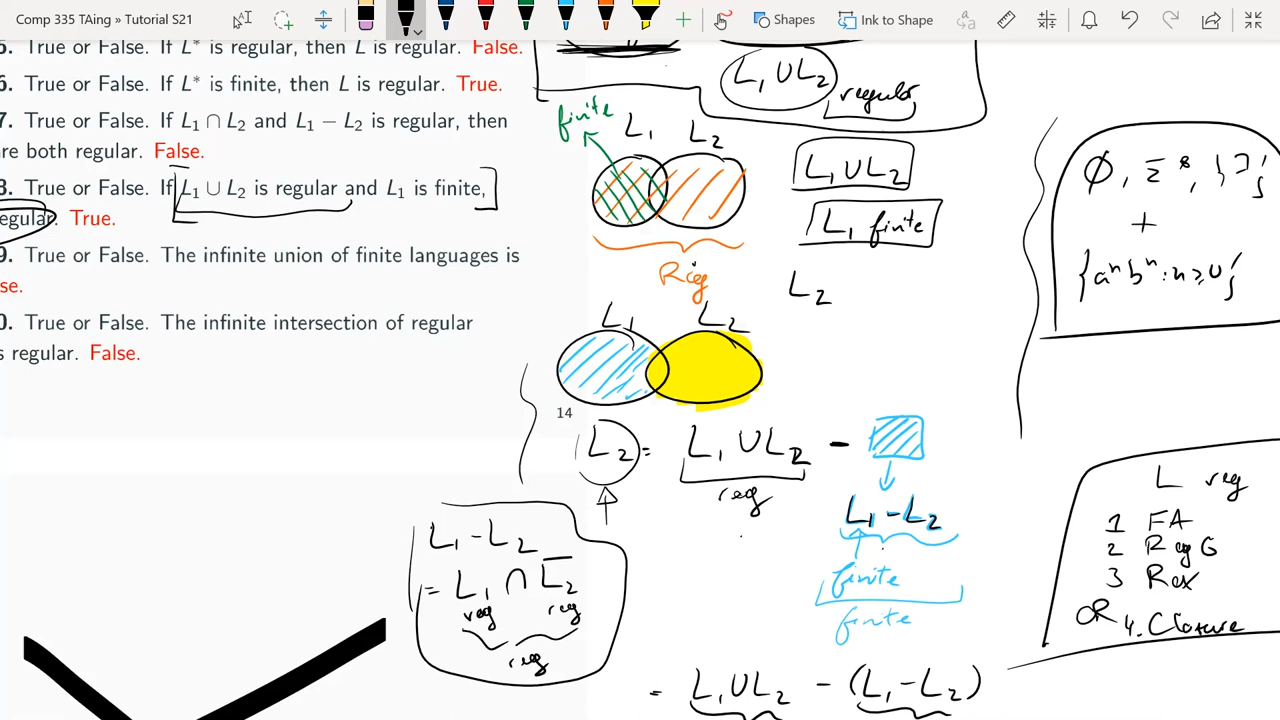 Comp 335 TAing » Tutorial S21
Shapes
Ink to Shape
5. True or False. If L* is regular, then L is regular. False.
6. True or False. If L* is finite, then L is regular. True.
7. True or False. If L₁ ∩ L₂ and L₁ − L₂ is regular, then
are both regular. False.
8. True or False. If L₁ ∪ L₂ is regular and L₁ is finite,
egular. True.
9. True or False. The infinite union of finite languages is
se.
0. True or False. The infinite intersection of regular
s regular. False.
14
L₁ ∪ L₂
regular
finite
L₁ L₂
Reg
L₁ ∪ L₂
L₁ finite
L₂
L₁ L₂
L₂ = L₁ ∪ L₂ −
reg
L₁ − L₂
finite
finite
L₁ − L₂
= L₁ ∩ L̅₂
reg reg
reg
= L₁ ∪ L₂ − (L₁ − L₂)
∅, Σ*, {λ}
+
{aⁿbⁿ : n ≥ 0}
L reg
1 FA
2 Reg G
3 Rex
OR 4. Closure